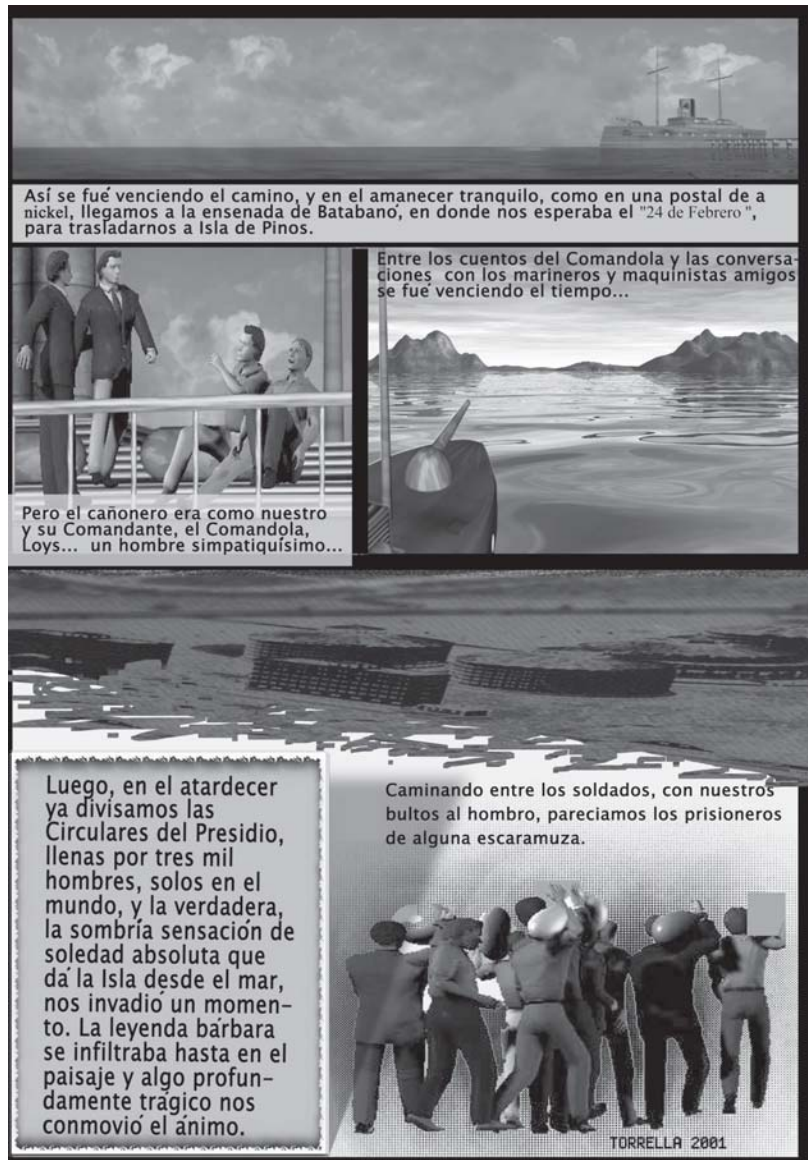 Así se fué venciendo el camino, y en el amanecer tranquilo, como en una postal de a
nickel, llegamos a la ensenada de Batabanó, en donde nos esperaba el "24 de Febrero",
para trasladarnos a Isla de Pinos.
Pero el cañonero era como nuestro
y su Comandante, el Comandola,
Loys... un hombre simpatiquísimo...
Entre los cuentos del Comandola y las conversa-
ciones con los marineros y maquinistas amigos
se fué venciendo el tiempo...
Luego, en el atardecer
ya divisamos las
Circulares del Presidio,
llenas por tres mil
hombres, solos en el
mundo, y la verdadera,
la sombría sensación de
soledad absoluta que
dá la Isla desde el mar,
nos invadió un momen-
to. La leyenda bárbara
se infiltraba hasta en el
paisaje y algo profun-
damente trágico nos
conmovió el ánimo.
Caminando entre los soldados, con nuestros
bultos al hombro, pareciamos los prisioneros
de alguna escaramuza.
TORRELLA 2001